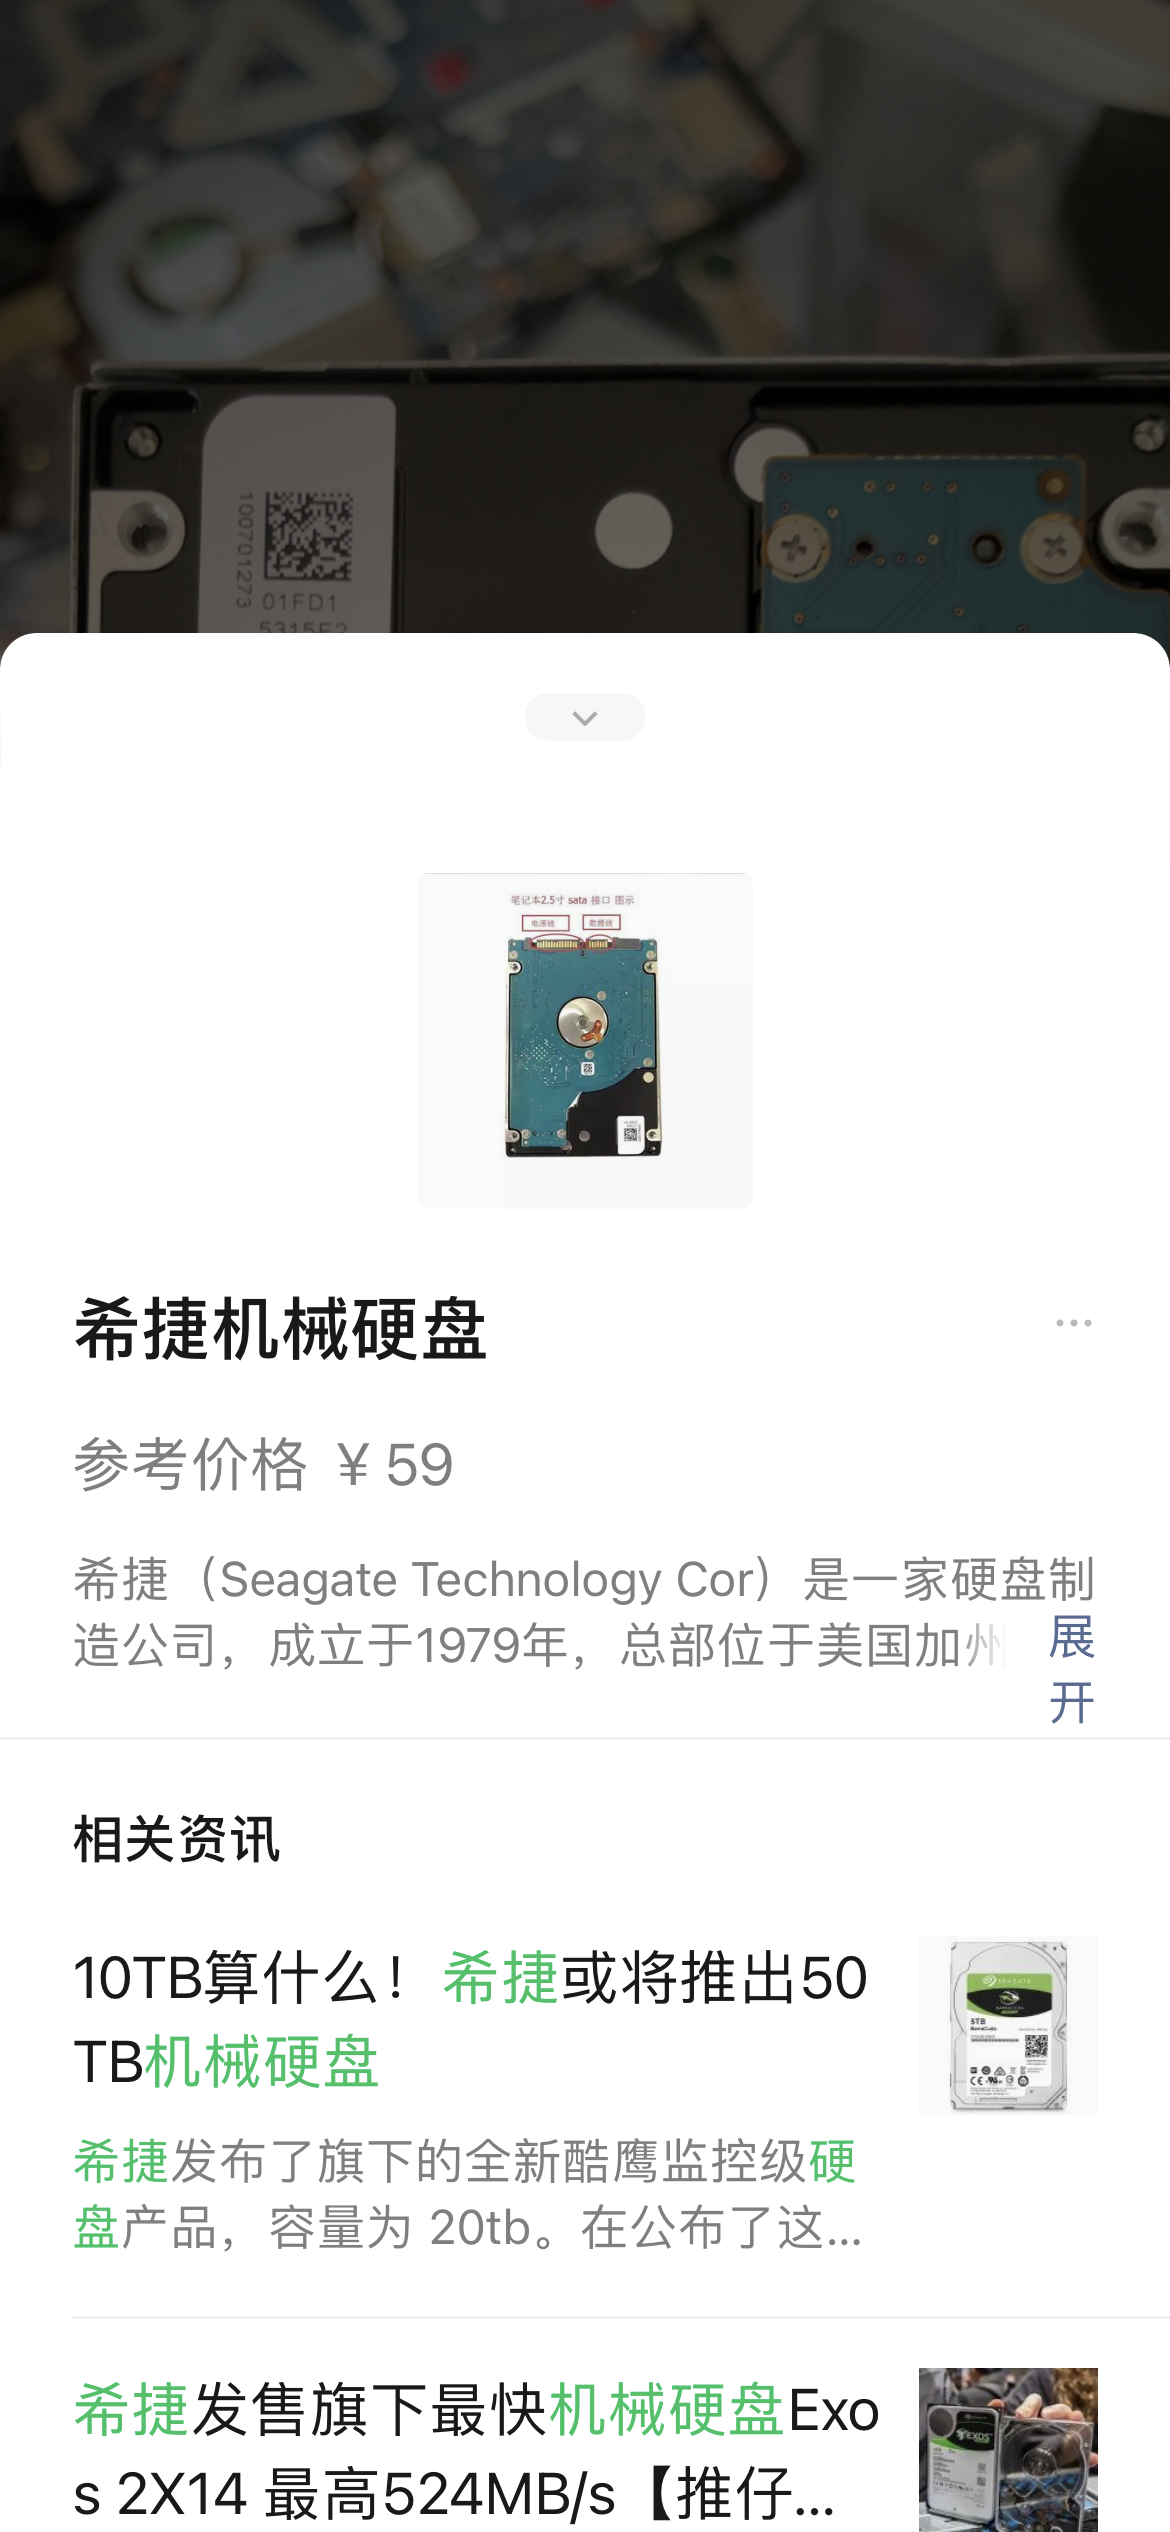 100701273
01FD1
5315E2
笔记本2.5寸 sata 接口 图示
电源线 数据线
希捷机械硬盘
参考价格 ￥59
希捷（Seagate Technology Cor）是一家硬盘制
造公司，成立于1979年，总部位于美国加州
展
开
相关资讯
10TB算什么！希捷或将推出50
TB机械硬盘
SEAGATE
5TB
BarraCuda
希捷发布了旗下的全新酷鹰监控级硬
盘产品，容量为 20tb。在公布了这...
希捷发售旗下最快机械硬盘Exo
s 2X14 最高524MB/s【推仔...
EXOS